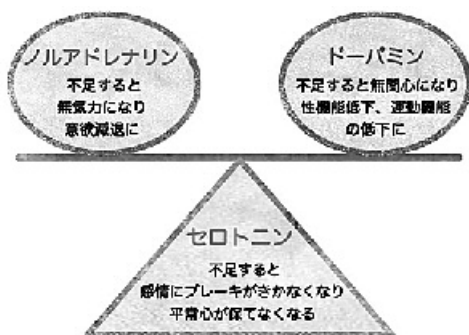 ノルアドレナリン
不足すると
無気力になり
意欲減退に
ドーパミン
不足すると無関心になり
性機能低下、運動機能
の低下に
セロトニン
不足すると
感情にブレーキがきかなくなり
平常心が保てなくなる